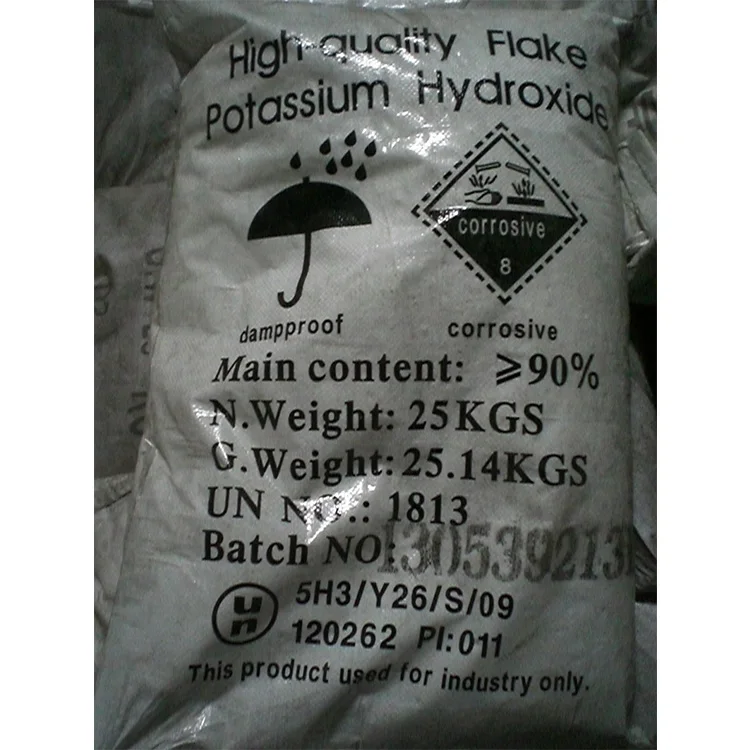 High-quality Flake
Potassium Hydroxide
corrosive
8
dampproof
corrosive
Main content: ≥90%
N.Weight: 25KGS
G.Weight: 25.14KGS
UN NO.: 1813
Batch NO:
un
5H3/Y26/S/09
120262 PI:011
This product used for industry only.